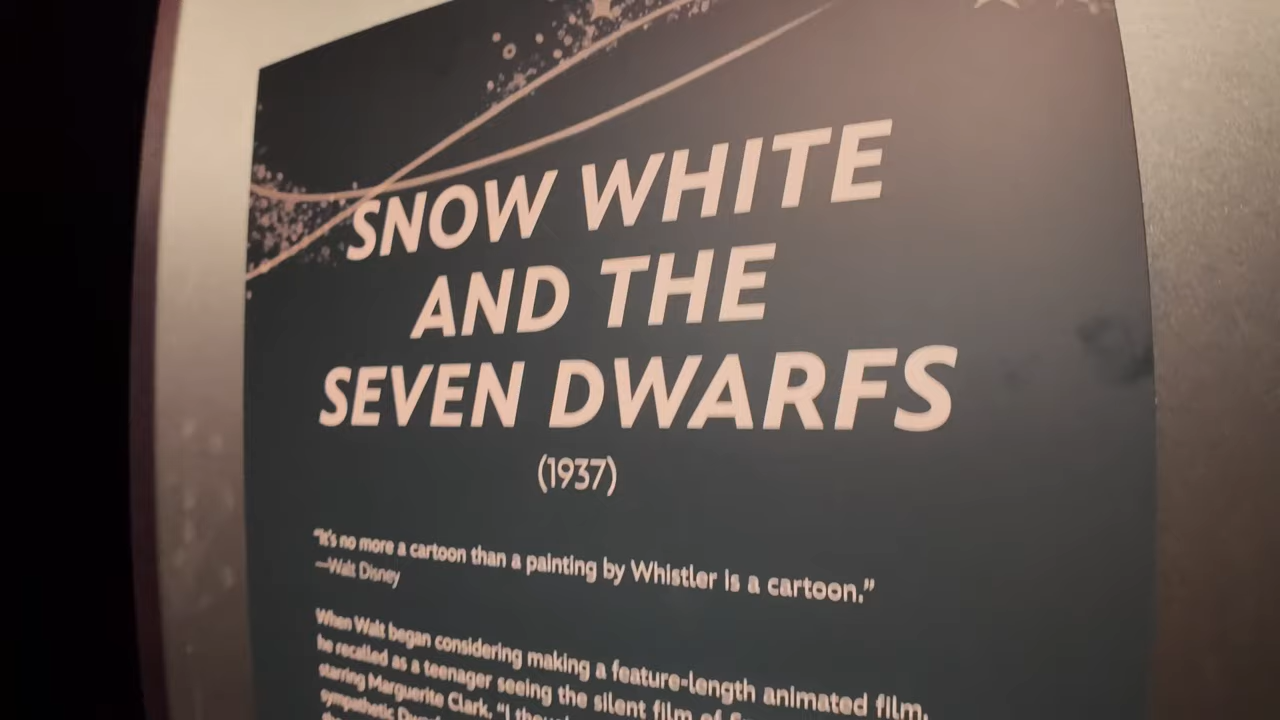 SNOW WHITE
AND THE
SEVEN DWARFS
(1937)
“It's no more a cartoon than a painting by Whistler is a cartoon.”
—Walt Disney
When Walt began considering making a feature-length animated film,
he recalled as a teenager seeing the silent film of
starring Marguerite Clark. “I
sympathetic